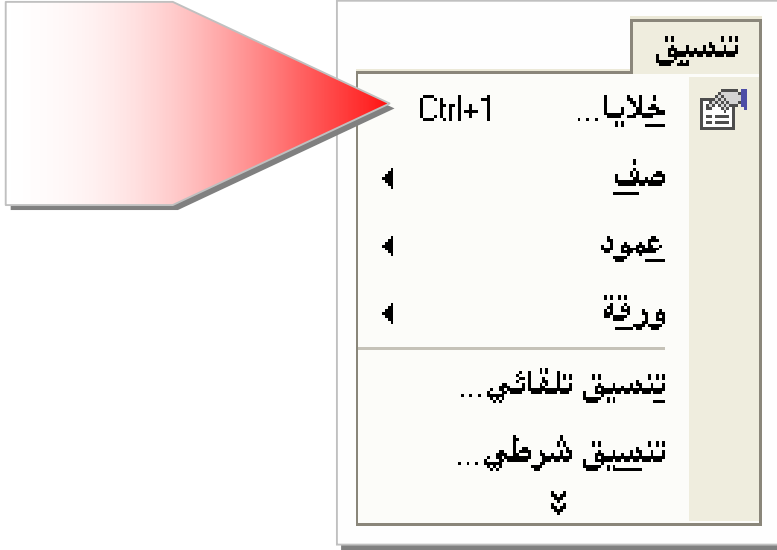 تنسيق
خلايا... Ctrl+1
صف
عمود
ورقة
تنسيق تلقائي...
تنسيق شرطي...